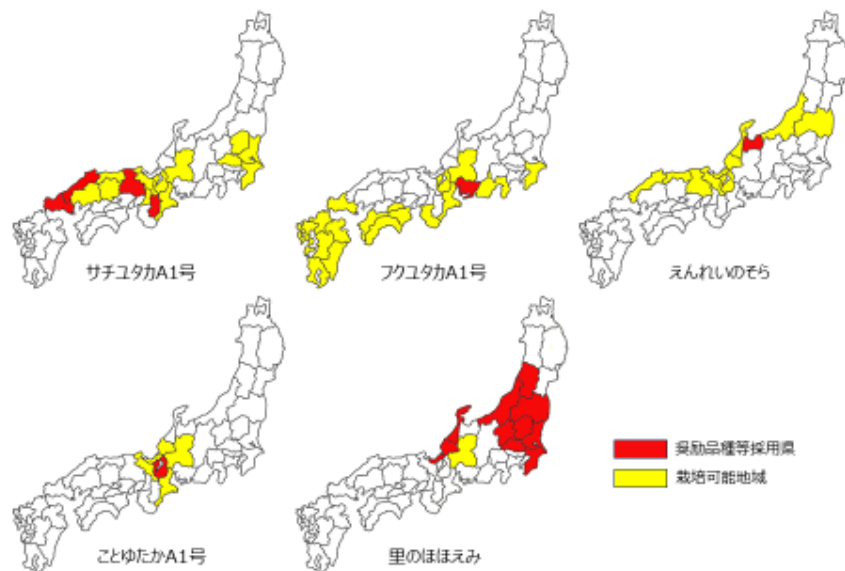 サチユタカA1号
フクユタカA1号
えんれいのそら
ことゆたかA1号
里のほほえみ
奨励品種等採用県
栽培可能地域